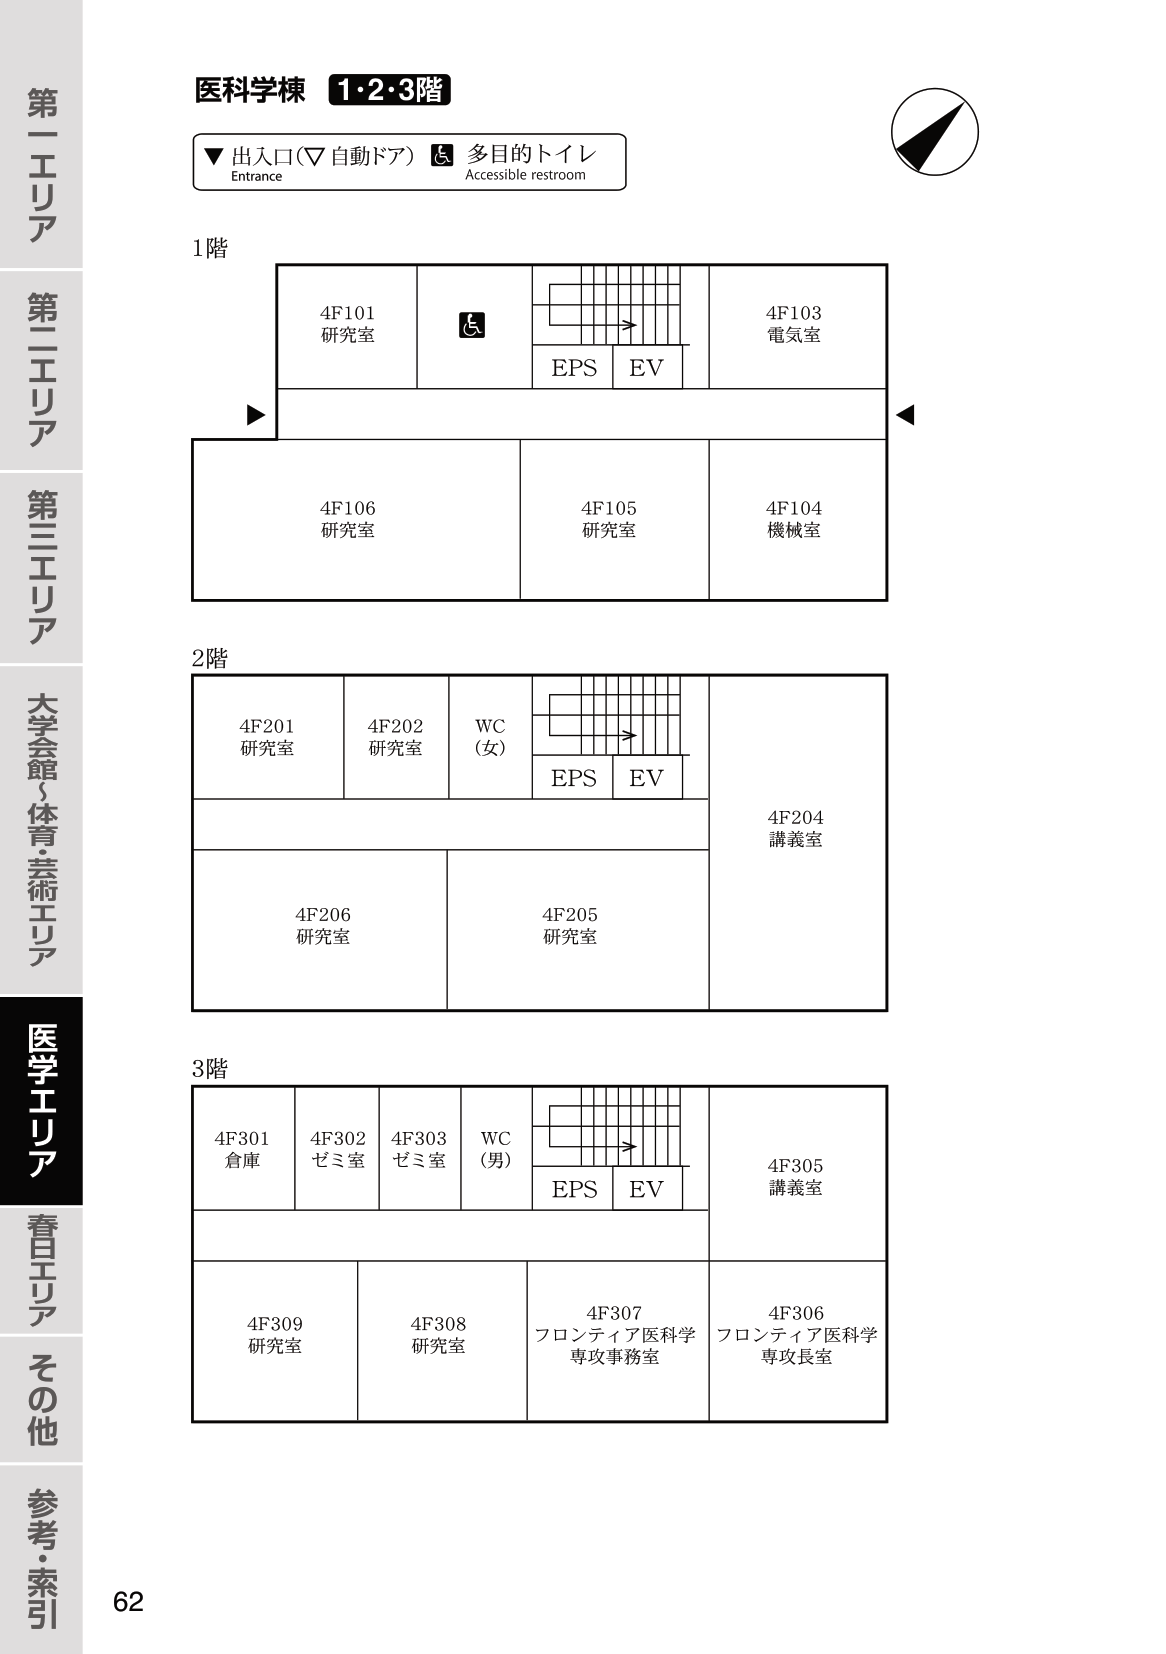 第一エリア
第二エリア
第三エリア
大学会館〜体育・芸術エリア
医学エリア
春日エリア
その他
参考・索引
医科学棟 1・2・3階
▼ 出入口(▽ 自動ドア) 多目的トイレ
Entrance Accessible restroom
1階
4F101
研究室
EPS
EV
4F103
電気室
4F106
研究室
4F105
研究室
4F104
機械室
2階
4F201
研究室
4F202
研究室
WC
(女)
EPS
EV
4F204
講義室
4F206
研究室
4F205
研究室
3階
4F301
倉庫
4F302
ゼミ室
4F303
ゼミ室
WC
(男)
EPS
EV
4F305
講義室
4F309
研究室
4F308
研究室
4F307
フロンティア医科学
専攻事務室
4F306
フロンティア医科学
専攻長室
62